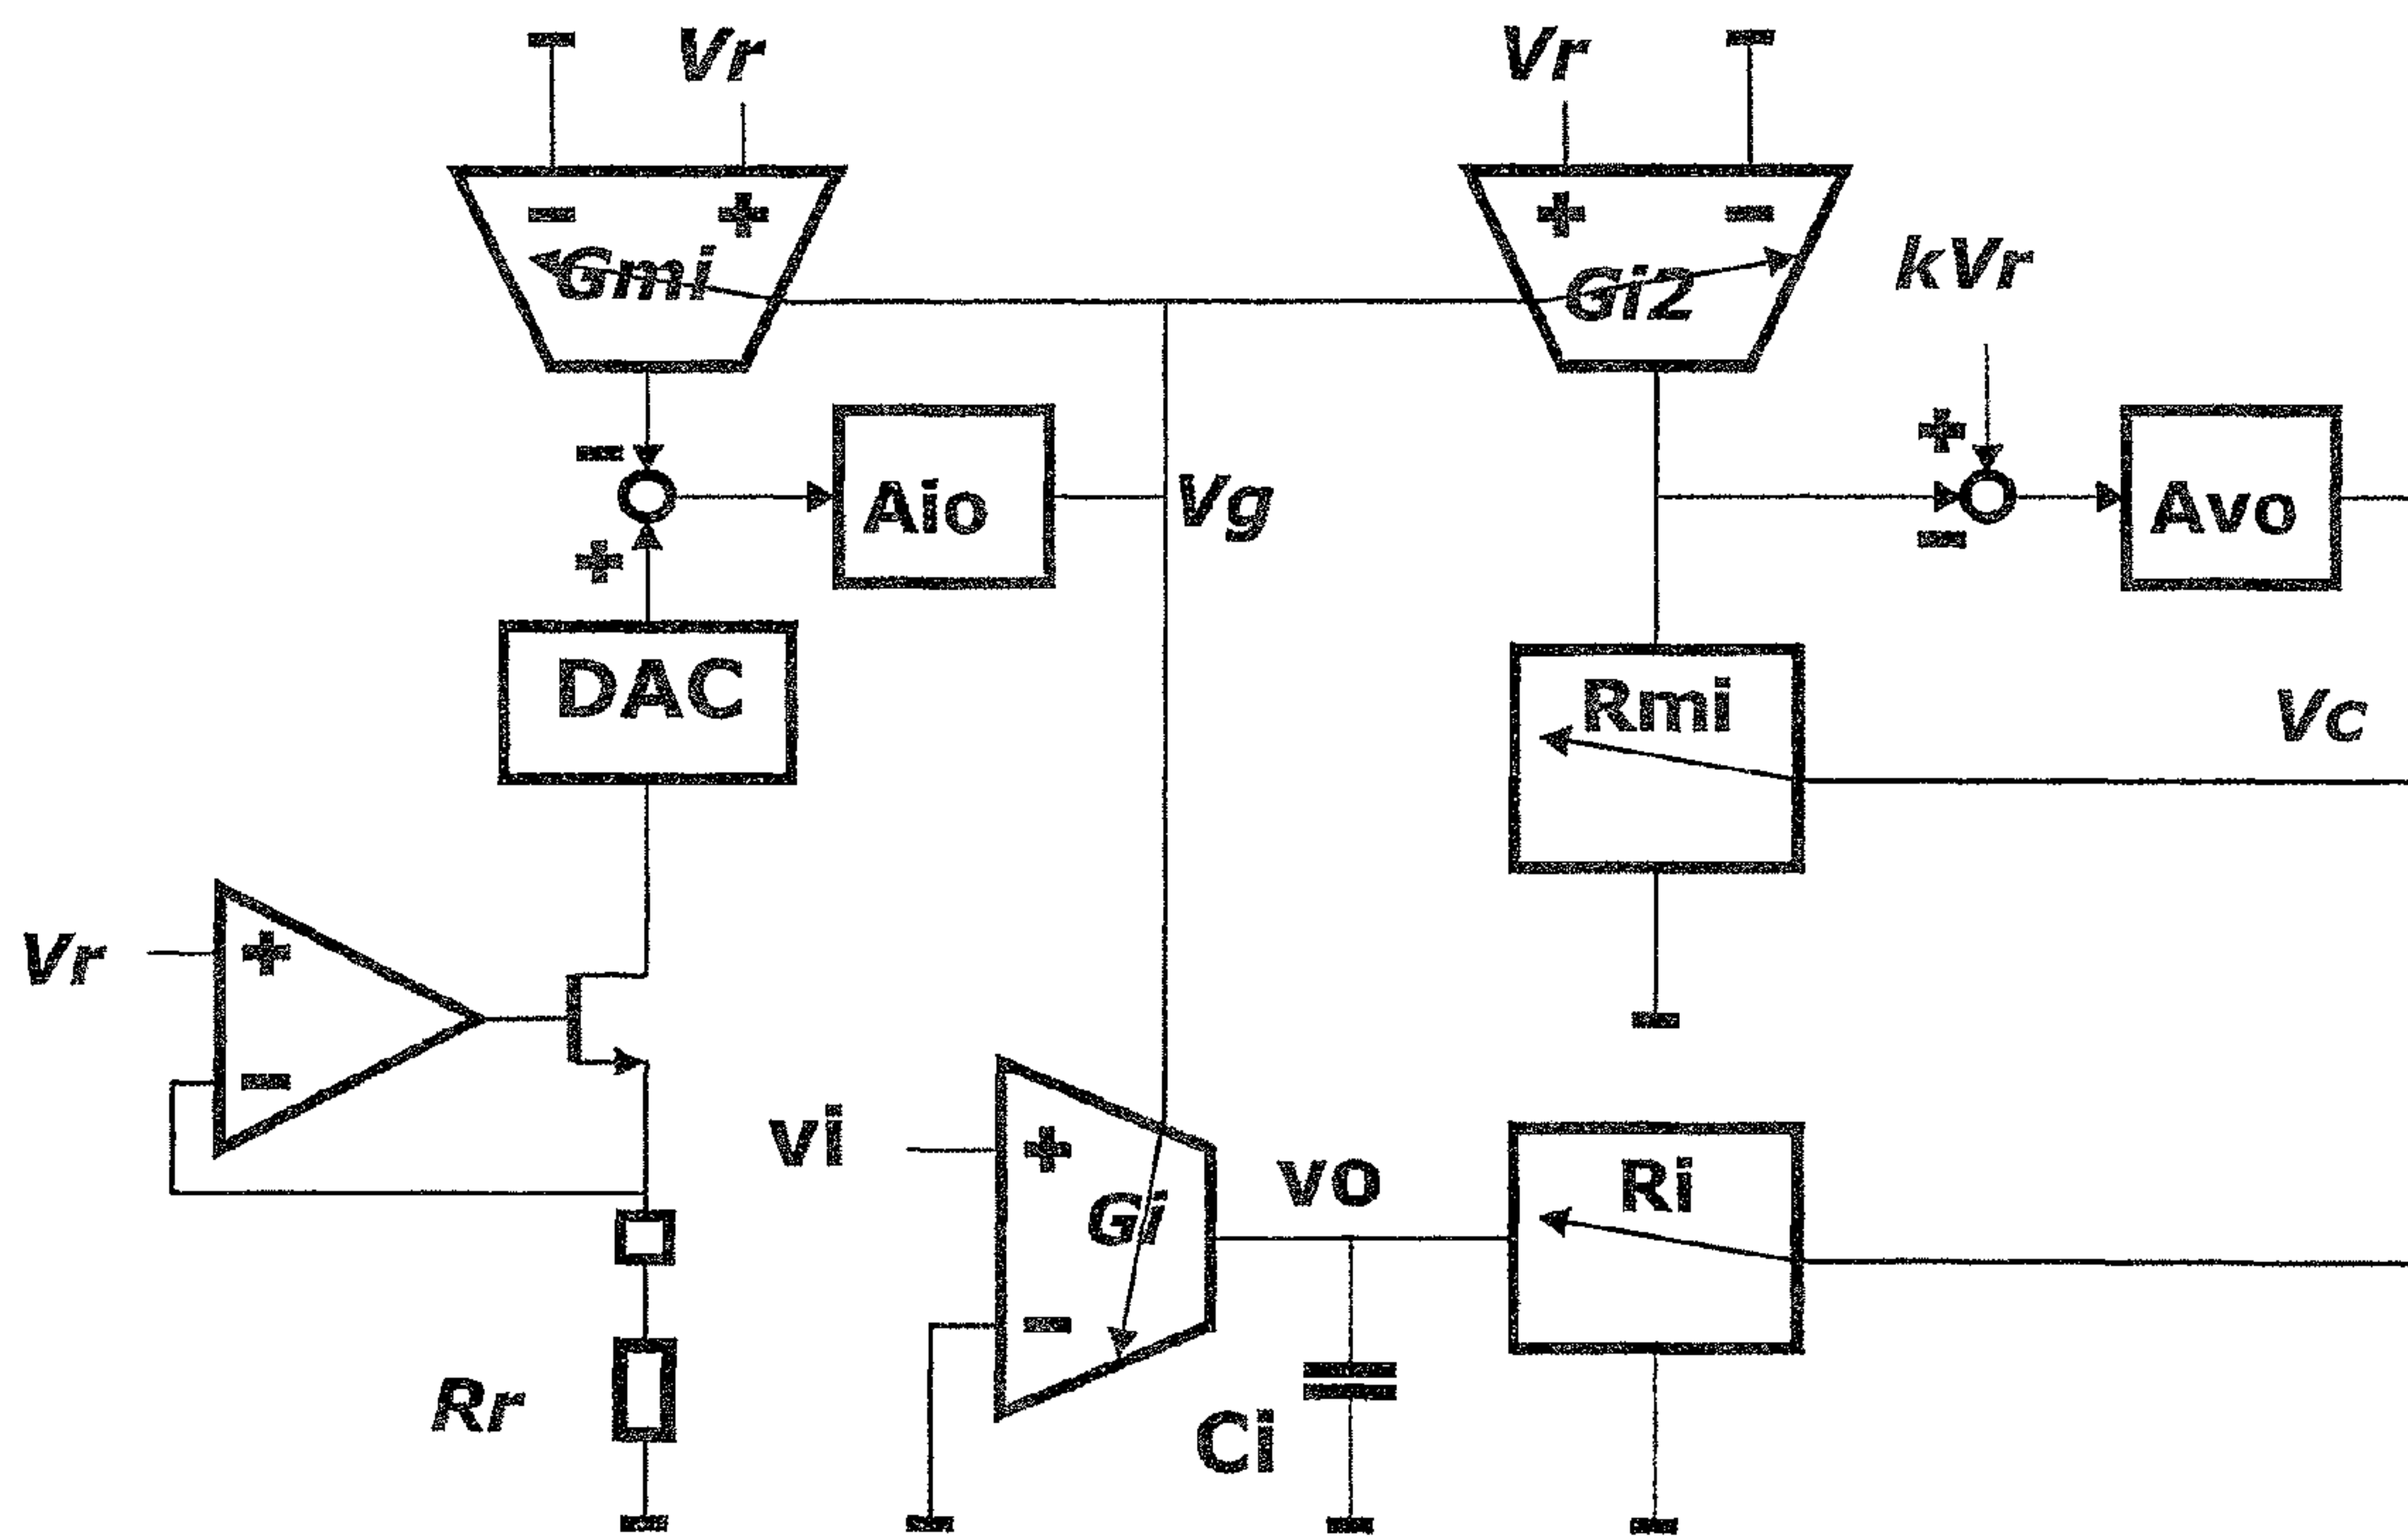 Vr
Vr
− +
+ −
Gmi
Gi2
kVr
−
+
Aio
Vg
Avo
+
−
DAC
Rmi
Vc
Vr
+
−
vi
+
Gi
vo
Ri
−
Rr
Ci